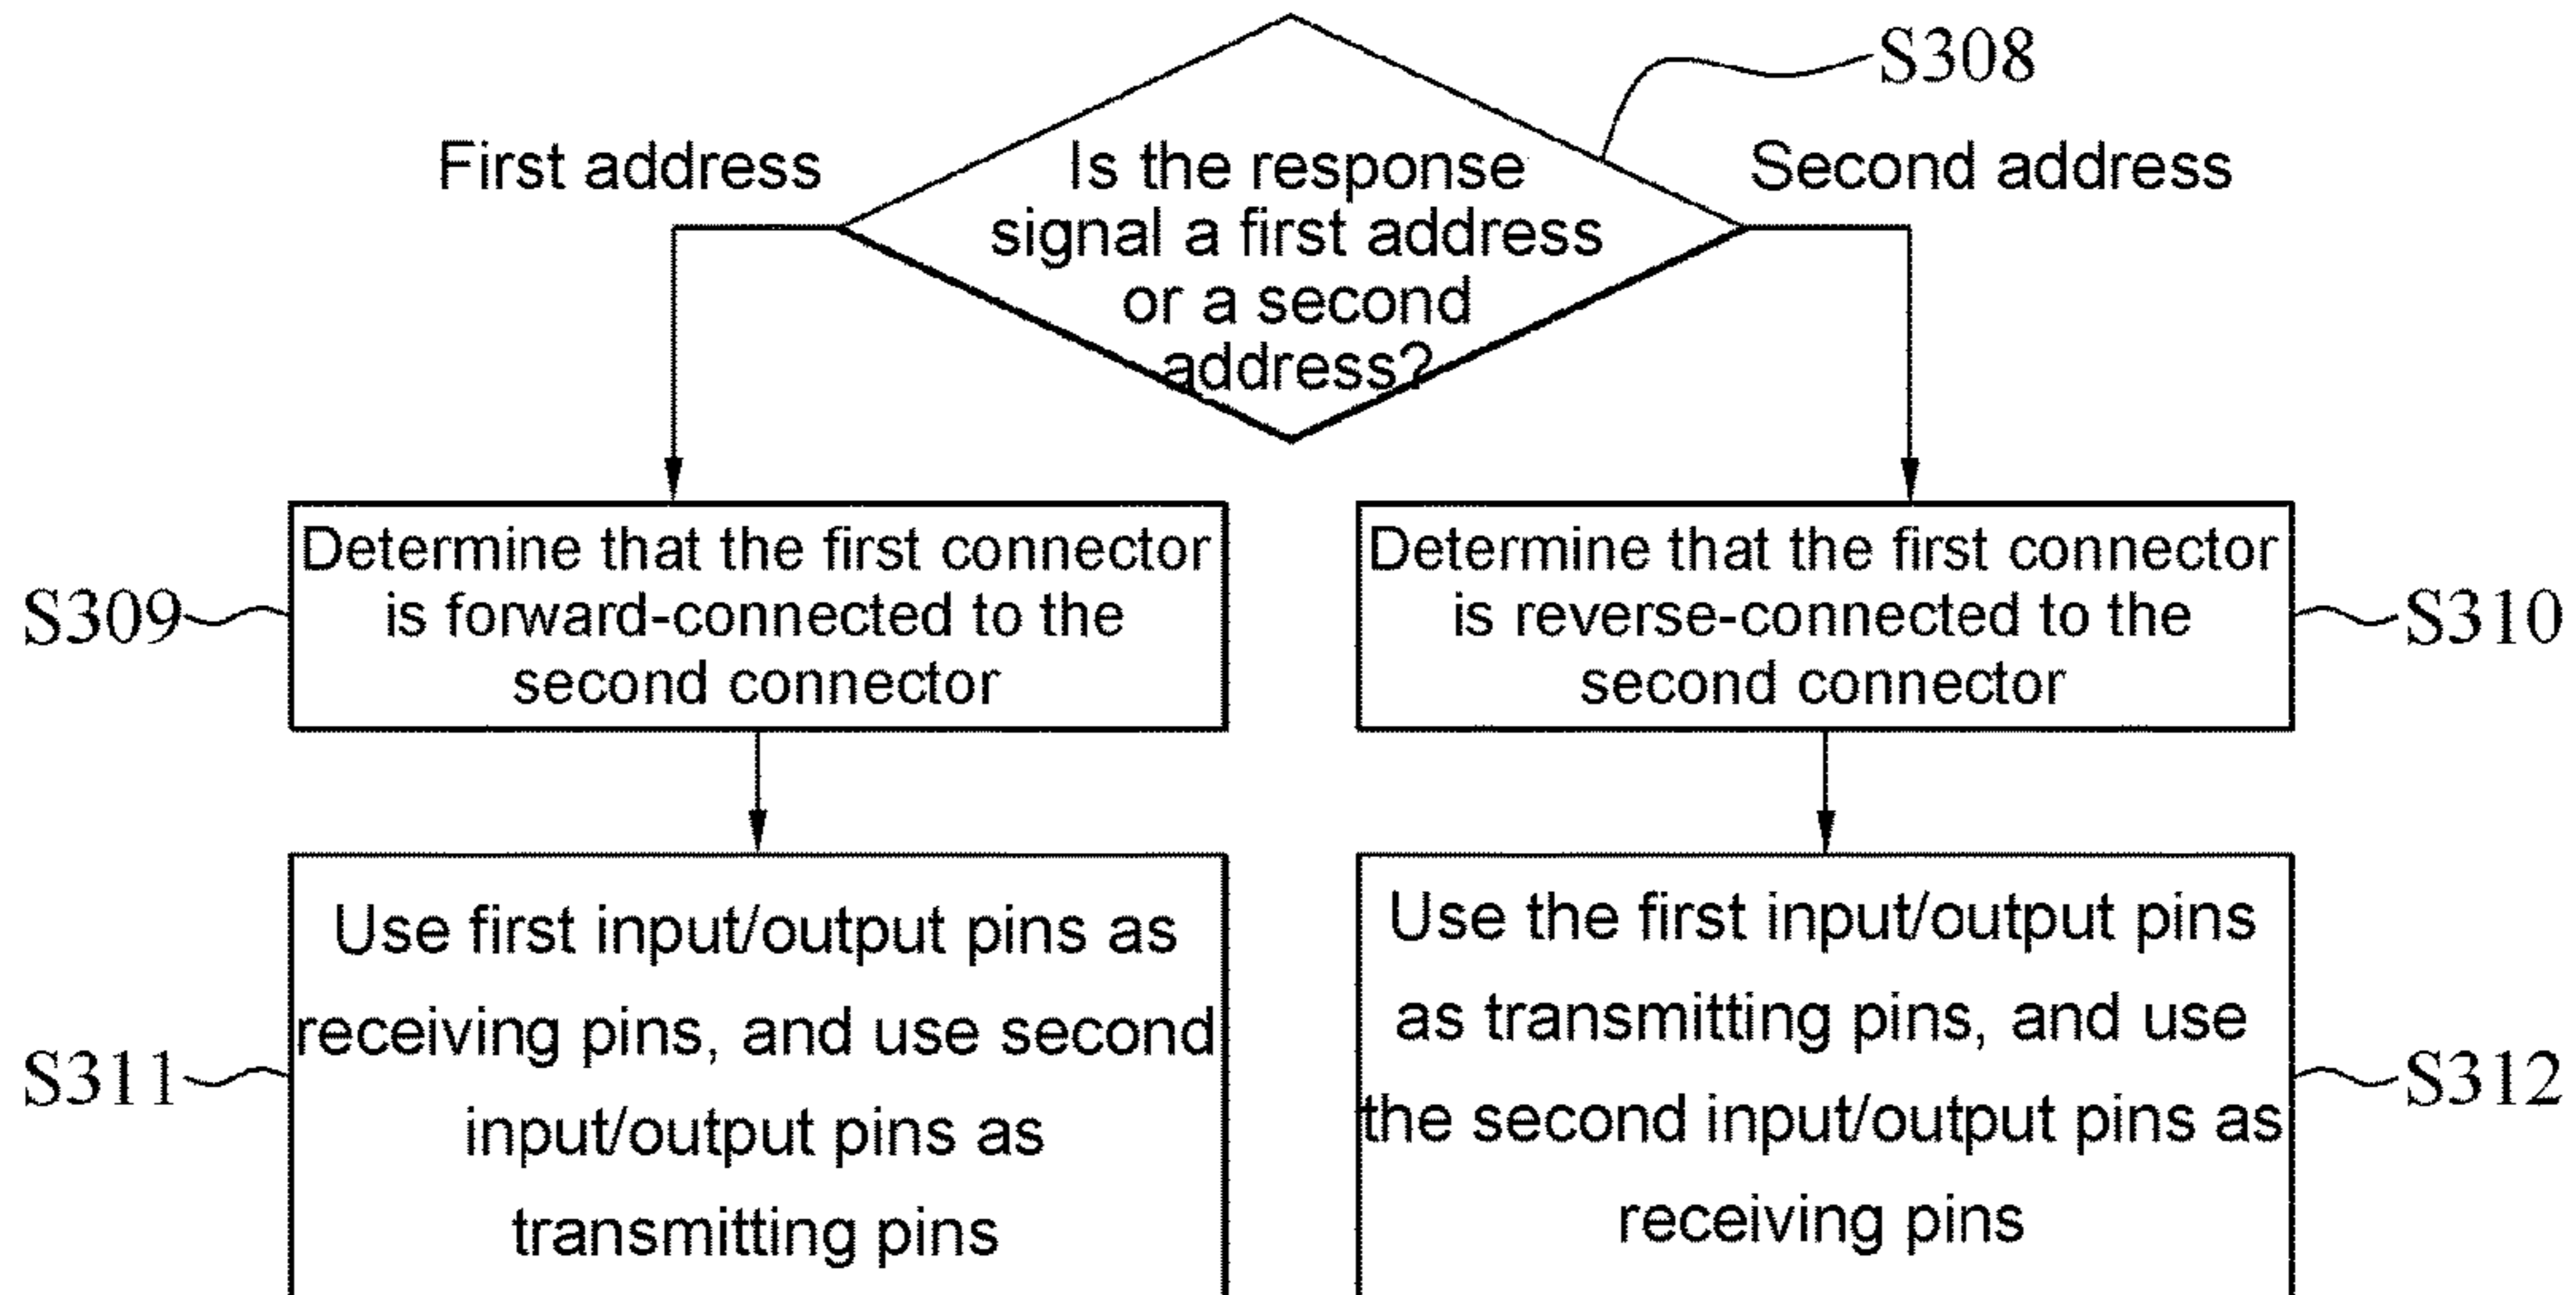 S308
First address
Is the response
signal a first address
or a second
address?
Second address
S309
Determine that the first connector
is forward-connected to the
second connector
Determine that the first connector
is reverse-connected to the
second connector
S310
S311
Use first input/output pins as
receiving pins, and use second
input/output pins as
transmitting pins
Use the first input/output pins
as transmitting pins, and use
the second input/output pins as
receiving pins
S312